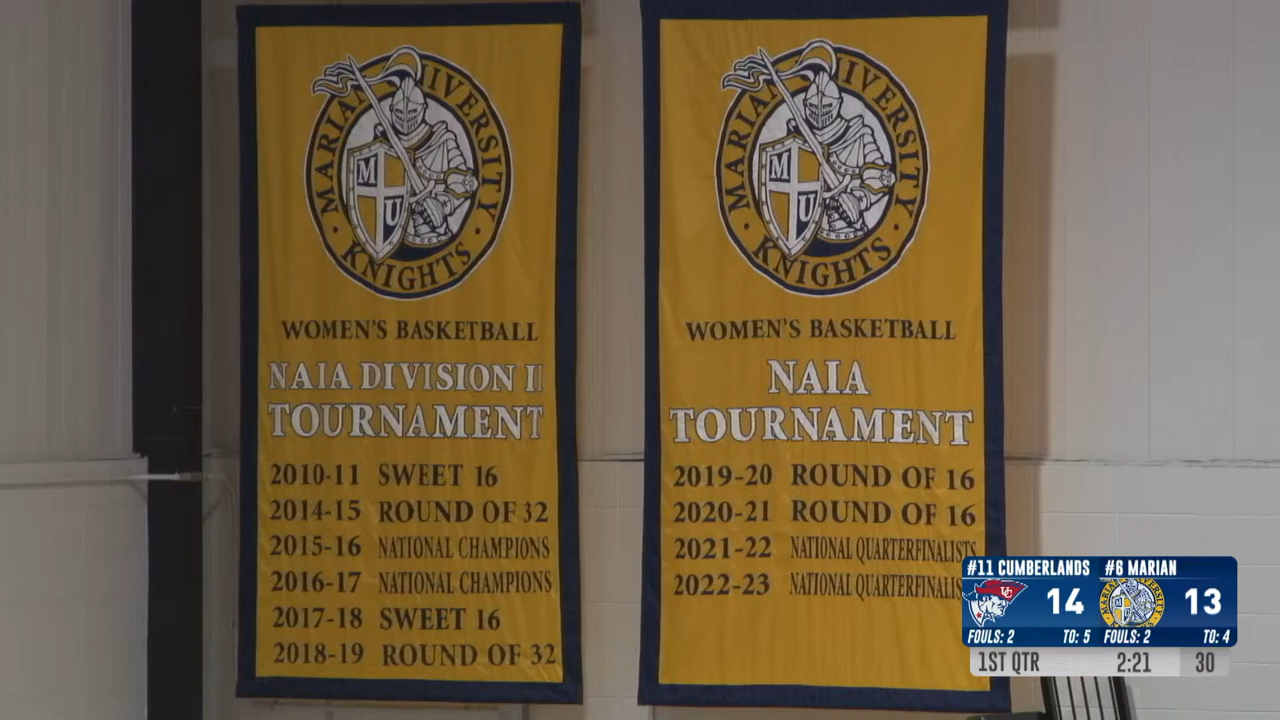 MARIAN UNIVERSITY
M
U
KNIGHTS
WOMEN'S BASKETBALL
NAIA DIVISION II
TOURNAMENT
2010-11 SWEET 16
2014-15 ROUND OF 32
2015-16 NATIONAL CHAMPIONS
2016-17 NATIONAL CHAMPIONS
2017-18 SWEET 16
2018-19 ROUND OF 32
MARIAN UNIVERSITY
M
U
KNIGHTS
WOMEN'S BASKETBALL
NAIA
TOURNAMENT
2019-20 ROUND OF 16
2020-21 ROUND OF 16
2021-22 NATIONAL QUARTERFINALISTS
2022-23 NATIONAL QUARTERFINALIS
#11 CUMBERLANDS #6 MARIAN
UC 14 13
FOULS: 2 TO: 5 FOULS: 2 TO: 4
1ST QTR 2:21 30